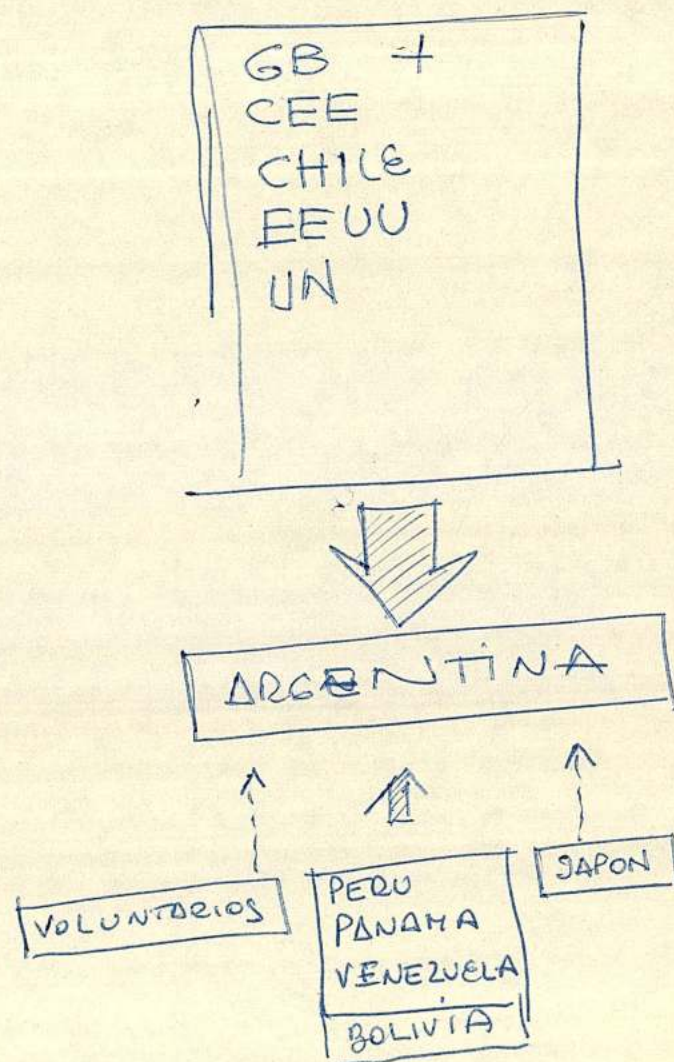 GB +
CEE
CHILE
EEUU
UN
ARGENTINA
VOLUNTARIOS
PERU
PANAMA
VENEZUELA
BOLIVIA
JAPON